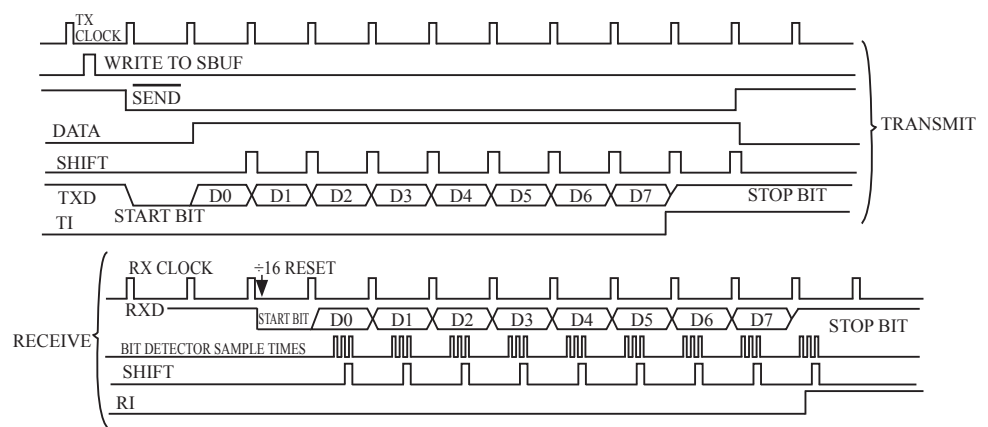 TX
CLOCK
WRITE TO SBUF
SEND
DATA
TRANSMIT
SHIFT
TXD
START BIT
D0 D1 D2 D3 D4 D5 D6 D7
STOP BIT
TI
RX CLOCK
÷16 RESET
RXD
START BIT
D0 D1 D2 D3 D4 D5 D6 D7
STOP BIT
RECEIVE
BIT DETECTOR SAMPLE TIMES
SHIFT
RI